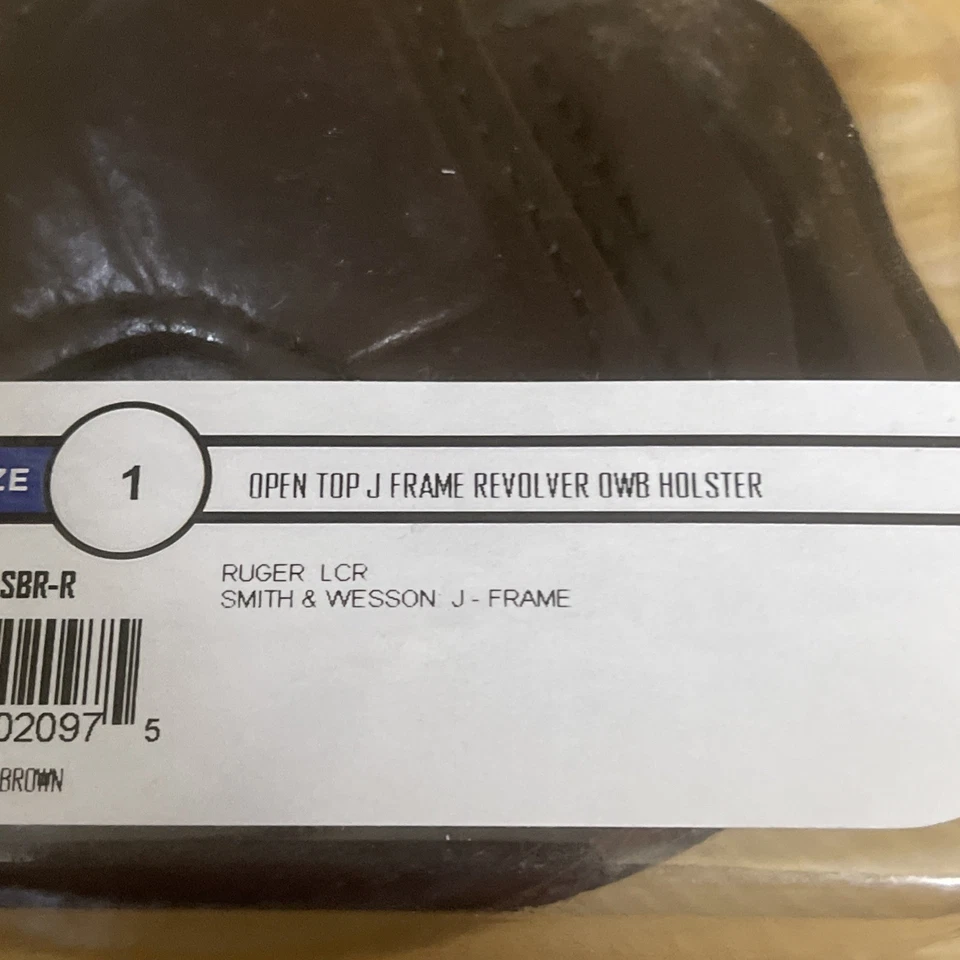 ZE
1
OPEN TOP J FRAME REVOLVER OWB HOLSTER
SBR-R
RUGER LCR
SMITH & WESSON J - FRAME
02097 5
BROWN